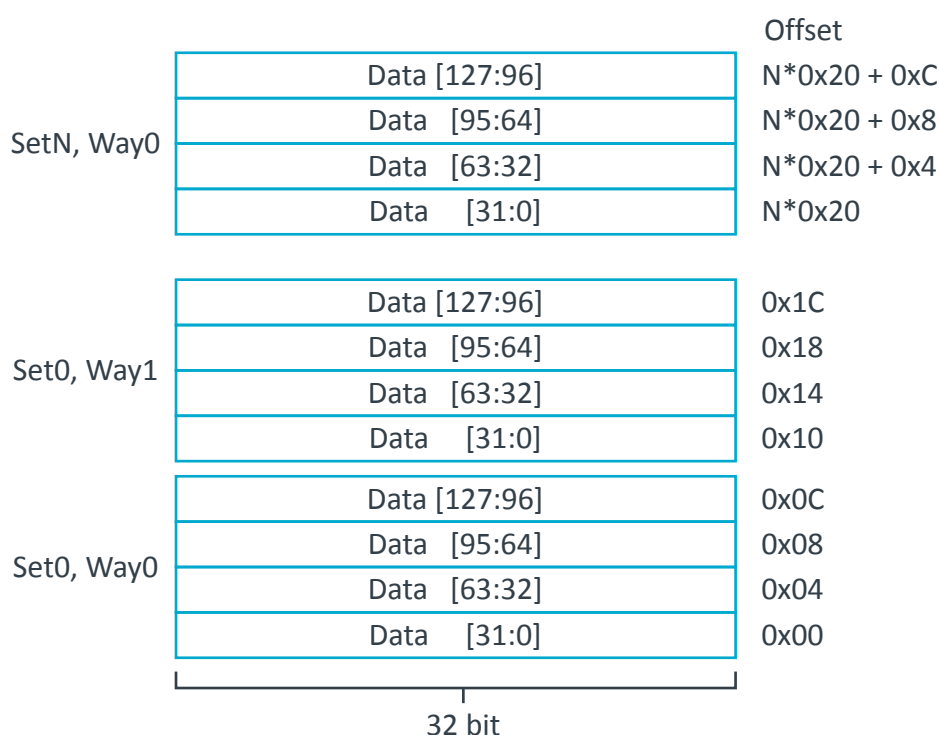 Offset
Data [127:96] N*0x20 + 0xC
Data [95:64] N*0x20 + 0x8
SetN, Way0
Data [63:32] N*0x20 + 0x4
Data [31:0] N*0x20
Data [127:96] 0x1C
Data [95:64] 0x18
Set0, Way1
Data [63:32] 0x14
Data [31:0] 0x10
Data [127:96] 0x0C
Data [95:64] 0x08
Set0, Way0
Data [63:32] 0x04
Data [31:0] 0x00
32 bit